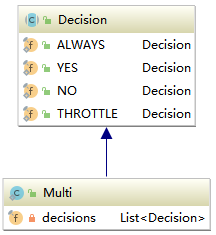 Decision
ALWAYS Decision
YES Decision
NO Decision
THROTTLE Decision
Multi
decisions List<Decision>